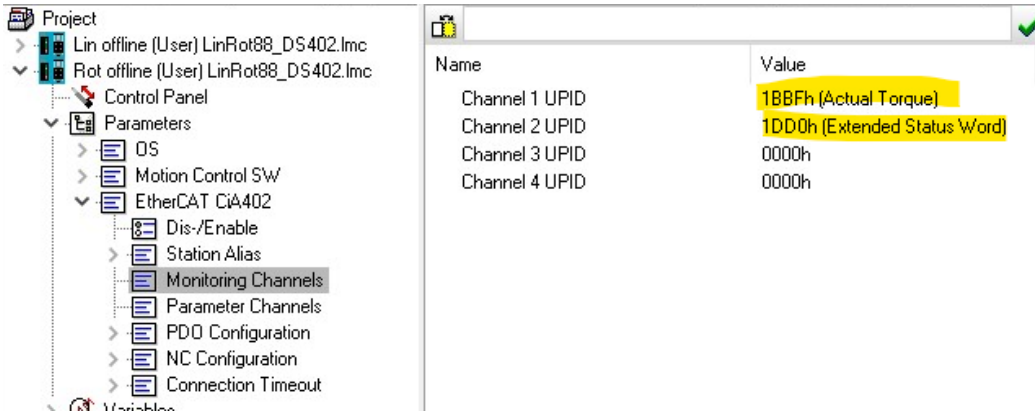 Project
Lin offline (User) LinRot88_DS402.lmc
Rot offline (User) LinRot88_DS402.lmc
Control Panel
Parameters
OS
Motion Control SW
EtherCAT CiA402
Dis-/Enable
Station Alias
Monitoring Channels
Parameter Channels
PDO Configuration
NC Configuration
Connection Timeout
Variables
Name Value
Channel 1 UPID 1BBFh (Actual Torque)
Channel 2 UPID 1DD0h (Extended Status Word)
Channel 3 UPID 0000h
Channel 4 UPID 0000h